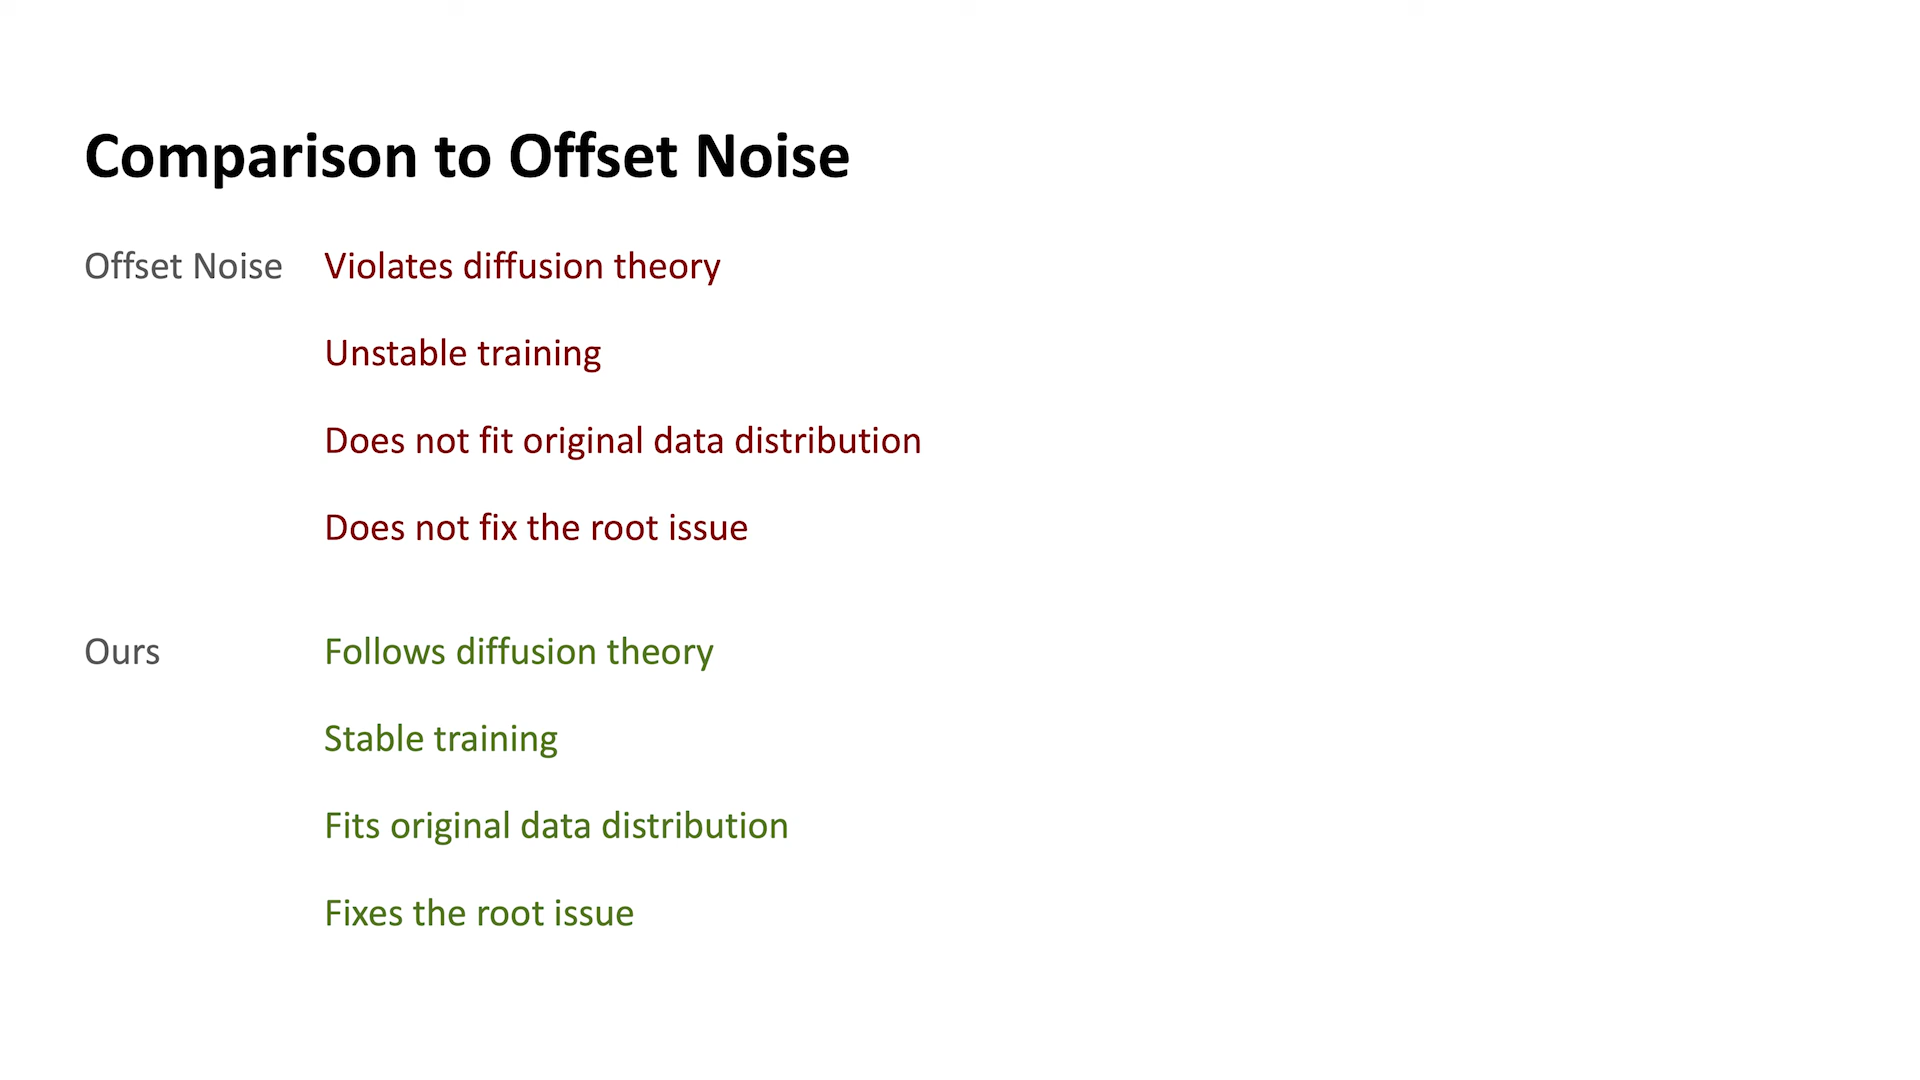 Comparison to Offset Noise
Offset Noise Violates diffusion theory
Unstable training
Does not fit original data distribution
Does not fix the root issue
Ours Follows diffusion theory
Stable training
Fits original data distribution
Fixes the root issue